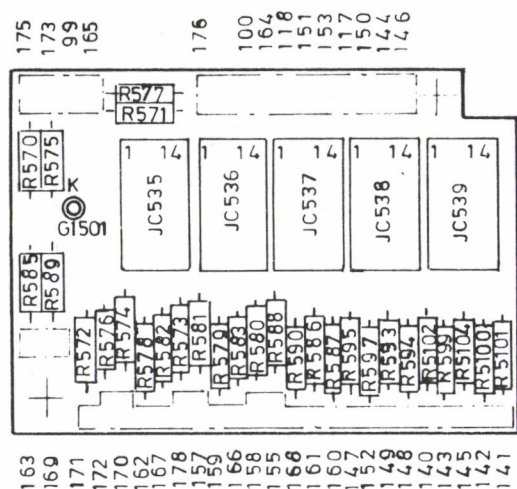 175
173
99
165
176
100
164
118
151
153
117
150
144
146
R577
R571
R570
R575
K
G1501
1 14
JC535
1 14
JC536
1 14
JC537
1 14
JC538
1 14
JC539
R585
R589
R572
R576
R574
R578
R582
R573
R581
R579
R583
R580
R588
R590
R586
R587
R595
R597
R593
R594
R5102
R599
R5104
R5100
R5101
163
169
171
172
170
162
167
178
157
159
166
158
155
168
161
160
147
152
149
148
140
143
145
142
141